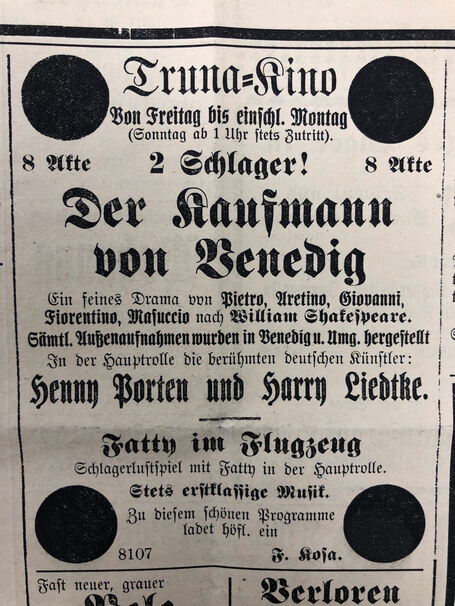 Truna-Kino
Von Freitag bis einschl. Montag
(Sonntag ab 1 Uhr stets Zutritt).
8 Akte 2 Schlager! 8 Akte
Der Kaufmann
von Venedig
Ein feines Drama von Pietro, Aretino, Giovanni,
Fiorentino, Masuccio nach William Shakespeare.
Sämtl. Außenaufnahmen wurden in Venedig u. Umg. hergestellt
In der Hauptrolle die berühmten deutschen Künstler:
Henny Porten und Harry Liedtke.
Fatty im Flugzeug
Schlagerlustspiel mit Fatty in der Hauptrolle.
Stets erstklassige Musik.
Zu diesem schönen Programme
ladet höfl. ein
8107 F. Kosa.
Fast neuer, grauer
Verloren